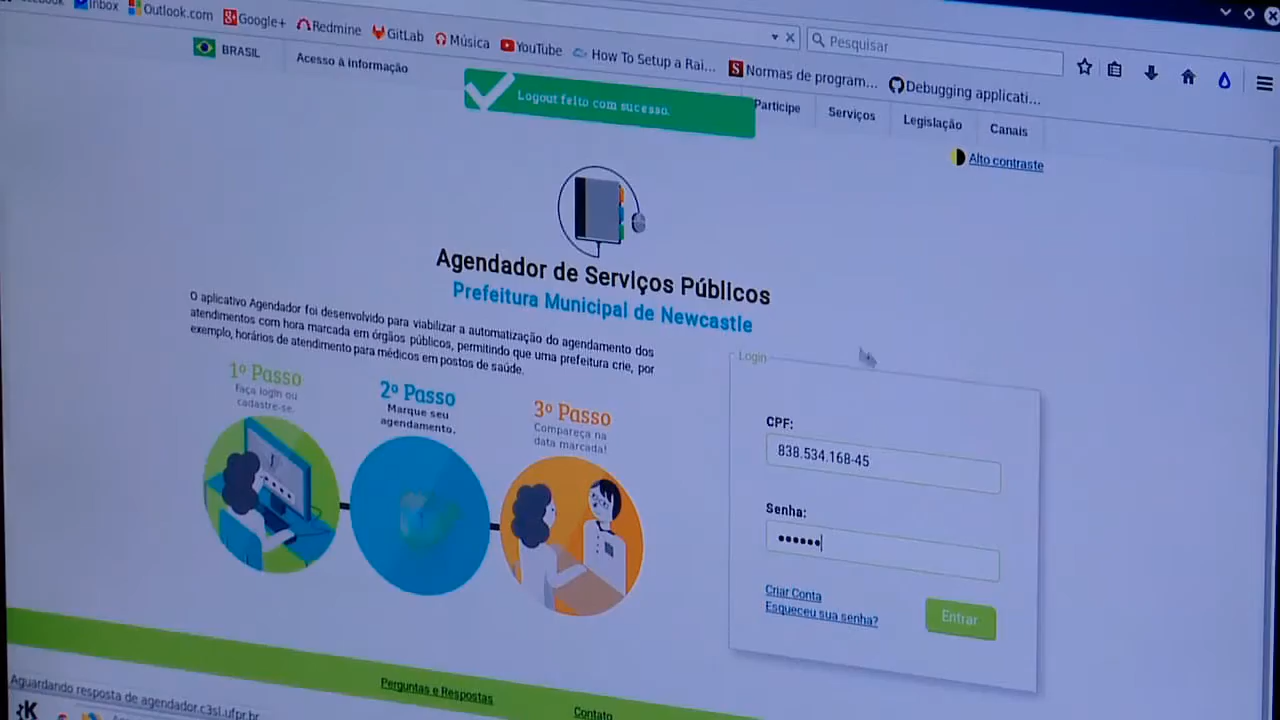 Inbox
Outlook.com
Google+
Redmine
GitLab
Música
YouTube
How To Setup a Rai...
Normas de program...
Debugging applicati...
Pesquisar
BRASIL
Acesso à informação
Participe
Serviços
Legislação
Canais
Logout feito com sucesso.
Alto contraste
Agendador de Serviços Públicos
Prefeitura Municipal de Newcastle
O aplicativo Agendador foi desenvolvido para viabilizar a automatização do agendamento dos
atendimentos com hora marcada em órgãos públicos, permitindo que uma prefeitura crie, por
exemplo, horários de atendimento para médicos em postos de saúde.
1º Passo
Faça login ou
cadastre-se.
2º Passo
Marque seu
agendamento.
3º Passo
Compareça na
data marcada!
Login
CPF:
838.534.168-45
Senha:
••••••
Criar Conta
Esqueceu sua senha?
Entrar
Perguntas e Respostas
Contato
Aguardando resposta de agendador.c3sl.ufpr.br